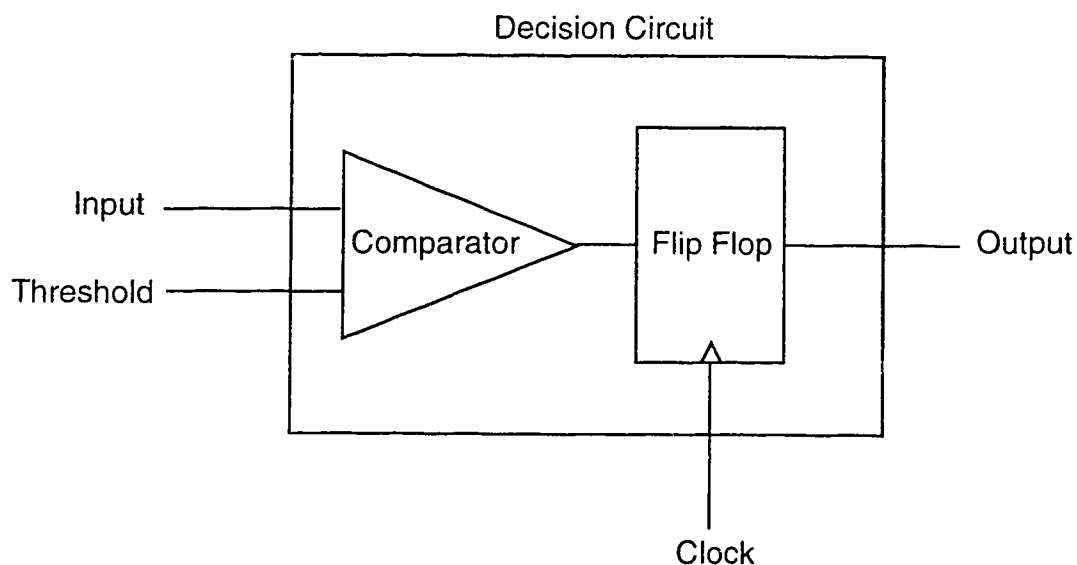 Decision Circuit
Input
Comparator
Flip Flop
Output
Threshold
Clock